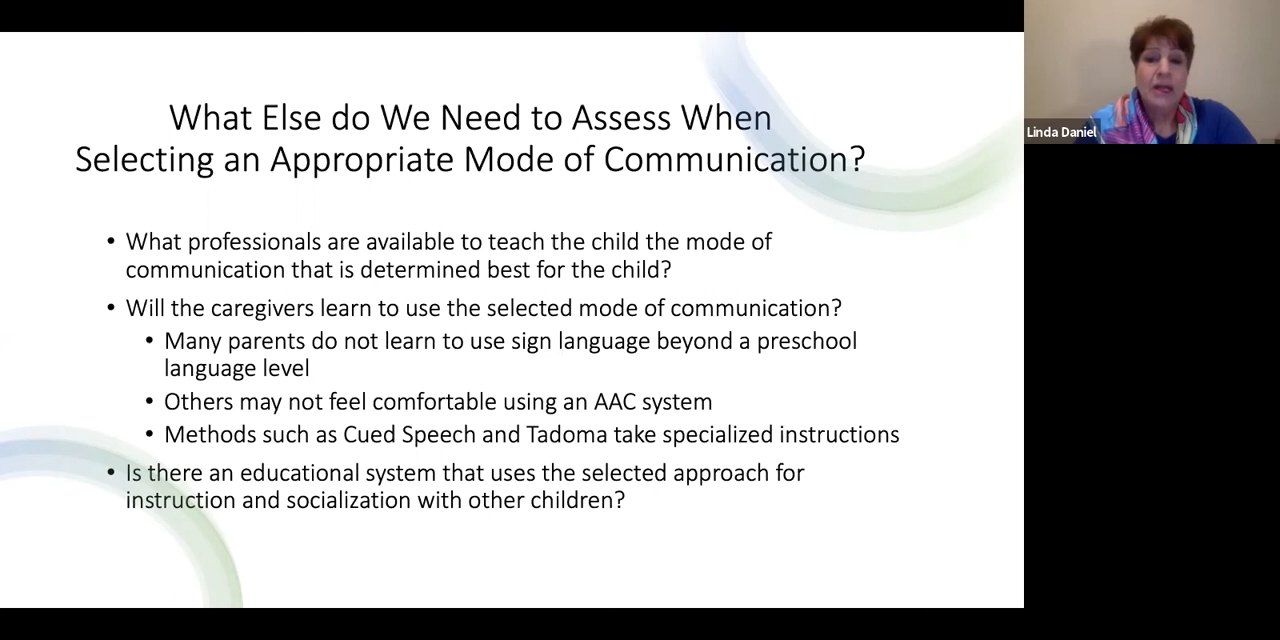 What Else do We Need to Assess When
Selecting an Appropriate Mode of Communication?
• What professionals are available to teach the child the mode of
communication that is determined best for the child?
• Will the caregivers learn to use the selected mode of communication?
• Many parents do not learn to use sign language beyond a preschool
language level
• Others may not feel comfortable using an AAC system
• Methods such as Cued Speech and Tadoma take specialized instructions
• Is there an educational system that uses the selected approach for
instruction and socialization with other children?
Linda Daniel